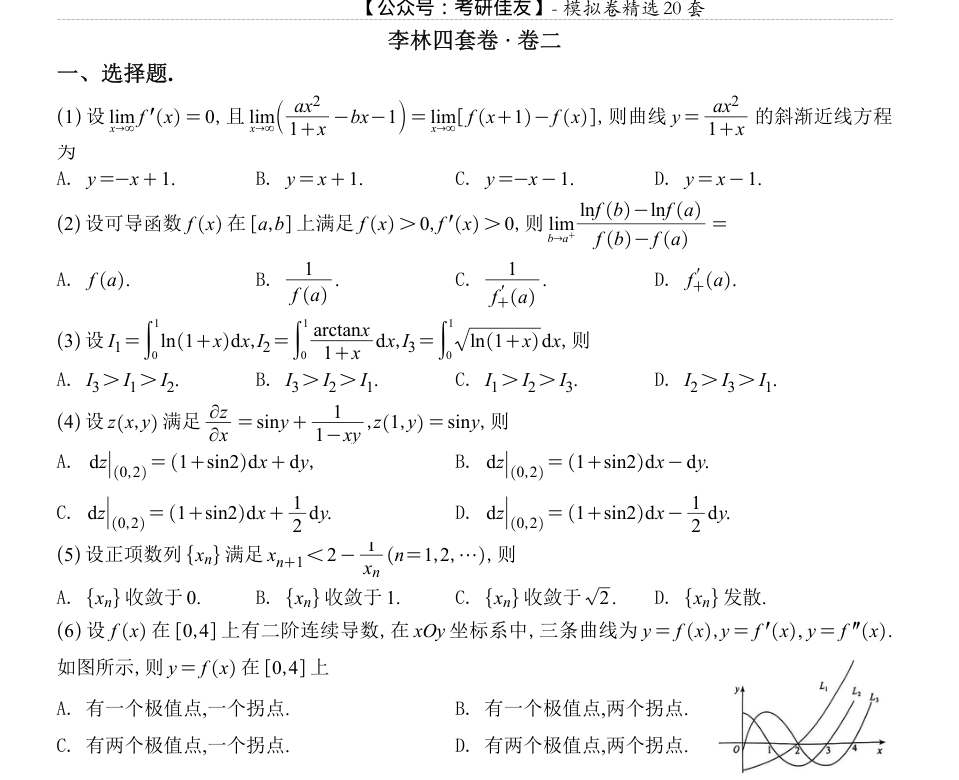 【公众号：考研佳友】- 模拟卷精选20 套
李林四套卷·卷二
一、选择题.
(1) 设 lim_{x→∞} f′(x) = 0, 且 lim_{x→∞}(ax²/(1+x) − bx − 1) = lim_{x→∞}[f(x+1) − f(x)], 则曲线 y = ax²/(1+x) 的斜渐近线方程
为
A. y=−x+1. B. y=x+1. C. y=−x−1. D. y=x−1.
(2) 设可导函数 f(x) 在 [a,b] 上满足 f(x)>0, f′(x)>0, 则 lim_{b→a⁺} (lnf(b)−lnf(a))/(f(b)−f(a)) =
A. f(a). B. 1/f(a). C. 1/f′₊(a). D. f′₊(a).
(3) 设 I₁=∫₀¹ln(1+x)dx, I₂=∫₀¹ arctanx/(1+x) dx, I₃=∫₀¹√(ln(1+x))dx, 则
A. I₃>I₁>I₂. B. I₃>I₂>I₁. C. I₁>I₂>I₃. D. I₂>I₃>I₁.
(4) 设 z(x,y) 满足 ∂z/∂x = siny + 1/(1−xy), z(1,y)=siny, 则
A. dz|(0,2) = (1+sin2)dx+dy, B. dz|(0,2) = (1+sin2)dx−dy.
C. dz|(0,2) = (1+sin2)dx+1/2 dy. D. dz|(0,2) = (1+sin2)dx−1/2 dy.
(5) 设正项数列 {xₙ} 满足 xₙ₊₁<2−1/xₙ (n=1,2,⋯), 则
A. {xₙ} 收敛于 0. B. {xₙ} 收敛于 1. C. {xₙ} 收敛于 √2. D. {xₙ} 发散.
(6) 设 f(x) 在 [0,4] 上有二阶连续导数, 在 xOy 坐标系中, 三条曲线为 y=f(x), y=f′(x), y=f″(x).
如图所示, 则 y=f(x) 在 [0,4] 上
A. 有一个极值点,一个拐点. B. 有一个极值点,两个拐点.
C. 有两个极值点,一个拐点. D. 有两个极值点,两个拐点.
y L₁ L₂ L₃
O 1 2 3 4 x